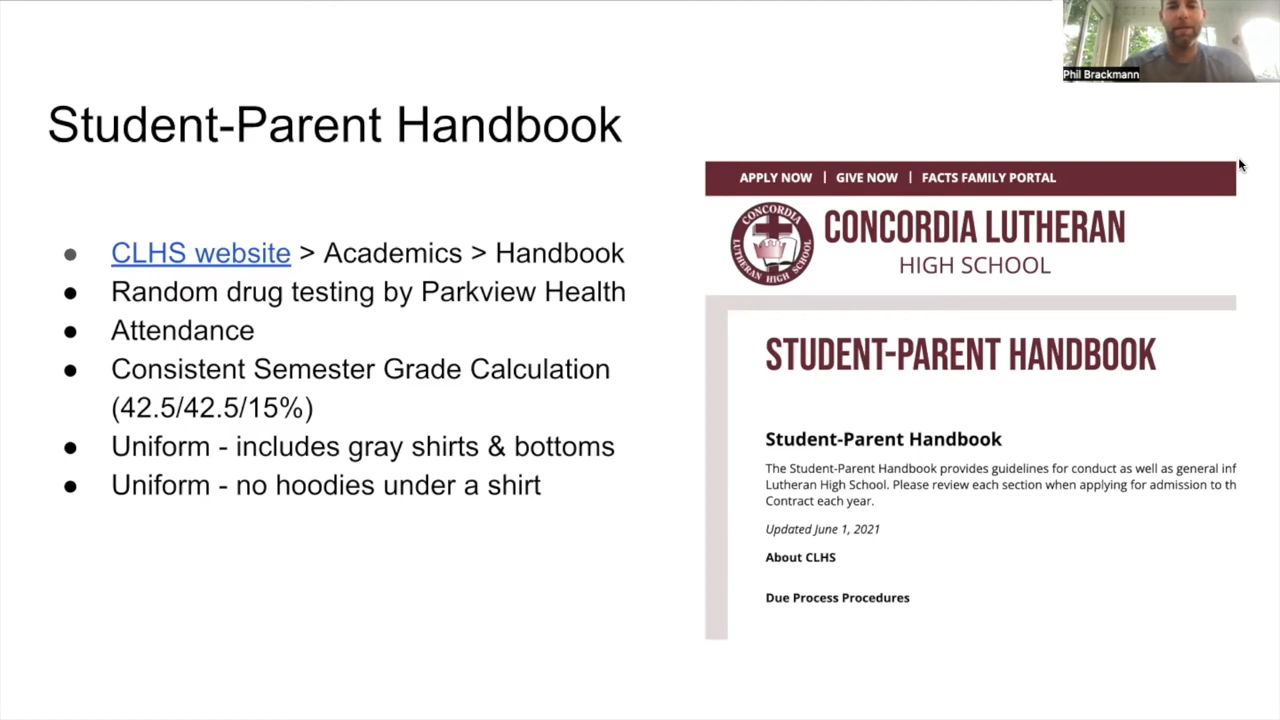 Phil Brackmann
Student-Parent Handbook
CLHS website > Academics > Handbook
Random drug testing by Parkview Health
Attendance
Consistent Semester Grade Calculation
(42.5/42.5/15%)
Uniform - includes gray shirts & bottoms
Uniform - no hoodies under a shirt
APPLY NOW | GIVE NOW | FACTS FAMILY PORTAL
CONCORDIA
LUTHERAN HIGH SCHOOL
CONCORDIA LUTHERAN
HIGH SCHOOL
STUDENT-PARENT HANDBOOK
Student-Parent Handbook
The Student-Parent Handbook provides guidelines for conduct as well as general inf
Lutheran High School. Please review each section when applying for admission to th
Contract each year.
Updated June 1, 2021
About CLHS
Due Process Procedures